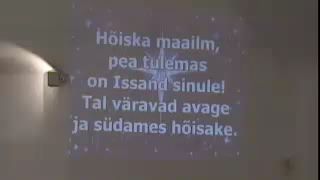 Hõiska maailm,
pea tulemas
on Issand sinule!
Tal väravad avage
ja südames hõisake.